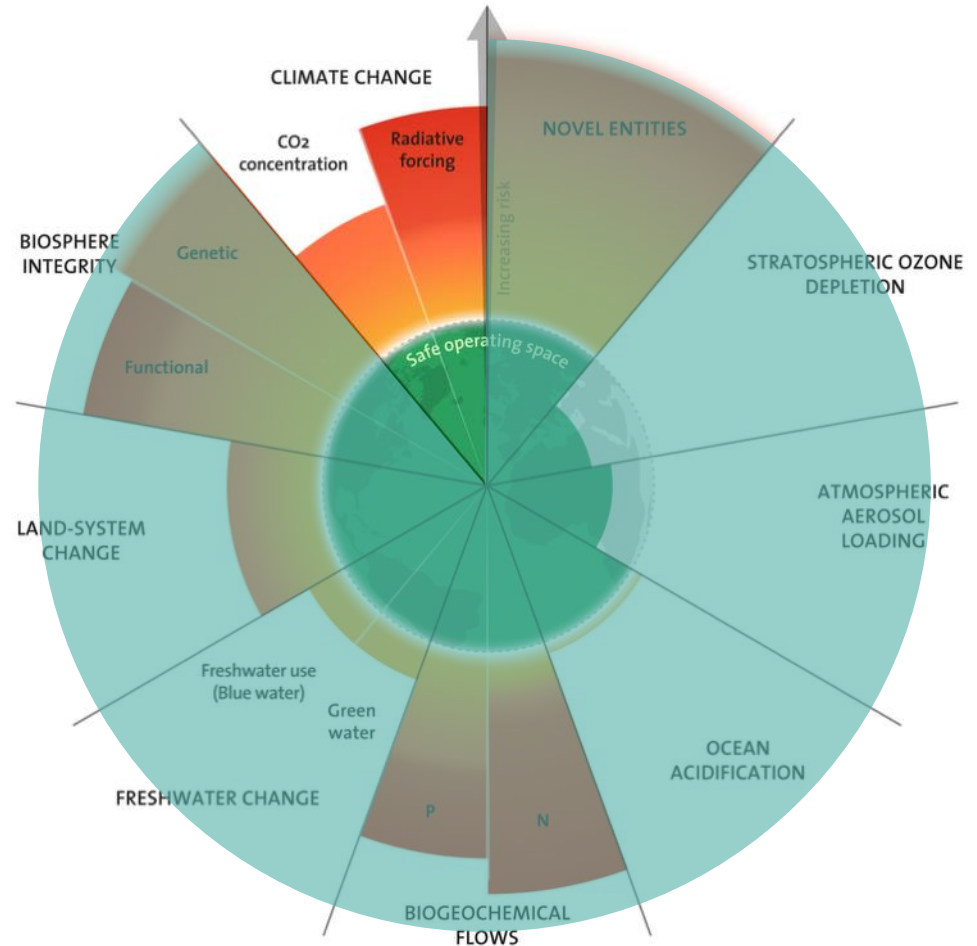 CLIMATE CHANGE
CO2
concentration
Radiative
forcing
NOVEL ENTITIES
Increasing risk
BIOSPHERE
INTEGRITY
Genetic
STRATOSPHERIC OZONE
DEPLETION
Safe operating space
Functional
LAND-SYSTEM
CHANGE
ATMOSPHERIC
AEROSOL
LOADING
Freshwater use
(Blue water)
Green
water
OCEAN
ACIDIFICATION
FRESHWATER CHANGE
P
N
BIOGEOCHEMICAL
FLOWS